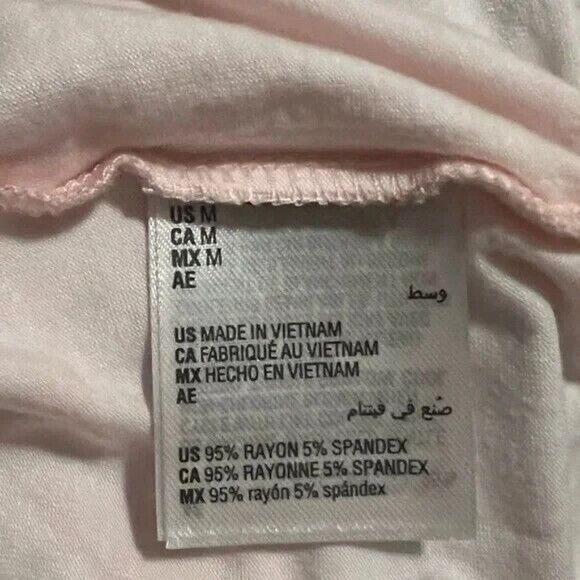 US M
CA M
MX M
AE
وسط
US MADE IN VIETNAM
CA FABRIQUÉ AU VIETNAM
MX HECHO EN VIETNAM
AE
صنّع في فيتنام
US 95% RAYON 5% SPANDEX
CA 95% RAYONNE 5% SPANDEX
MX 95% rayón 5% spándex